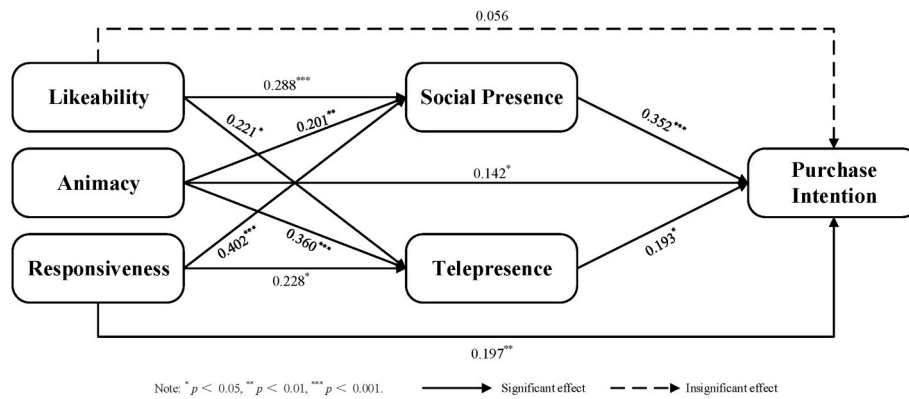 0.056
Likeability
0.288***
Social Presence
0.221*
0.201**
0.352***
Animacy
0.142*
Purchase
Intention
0.402***
0.360***
0.193*
Responsiveness
0.228*
Telepresence
0.197**
Note: * p < 0.05, ** p < 0.01, *** p < 0.001. Significant effect Insignificant effect